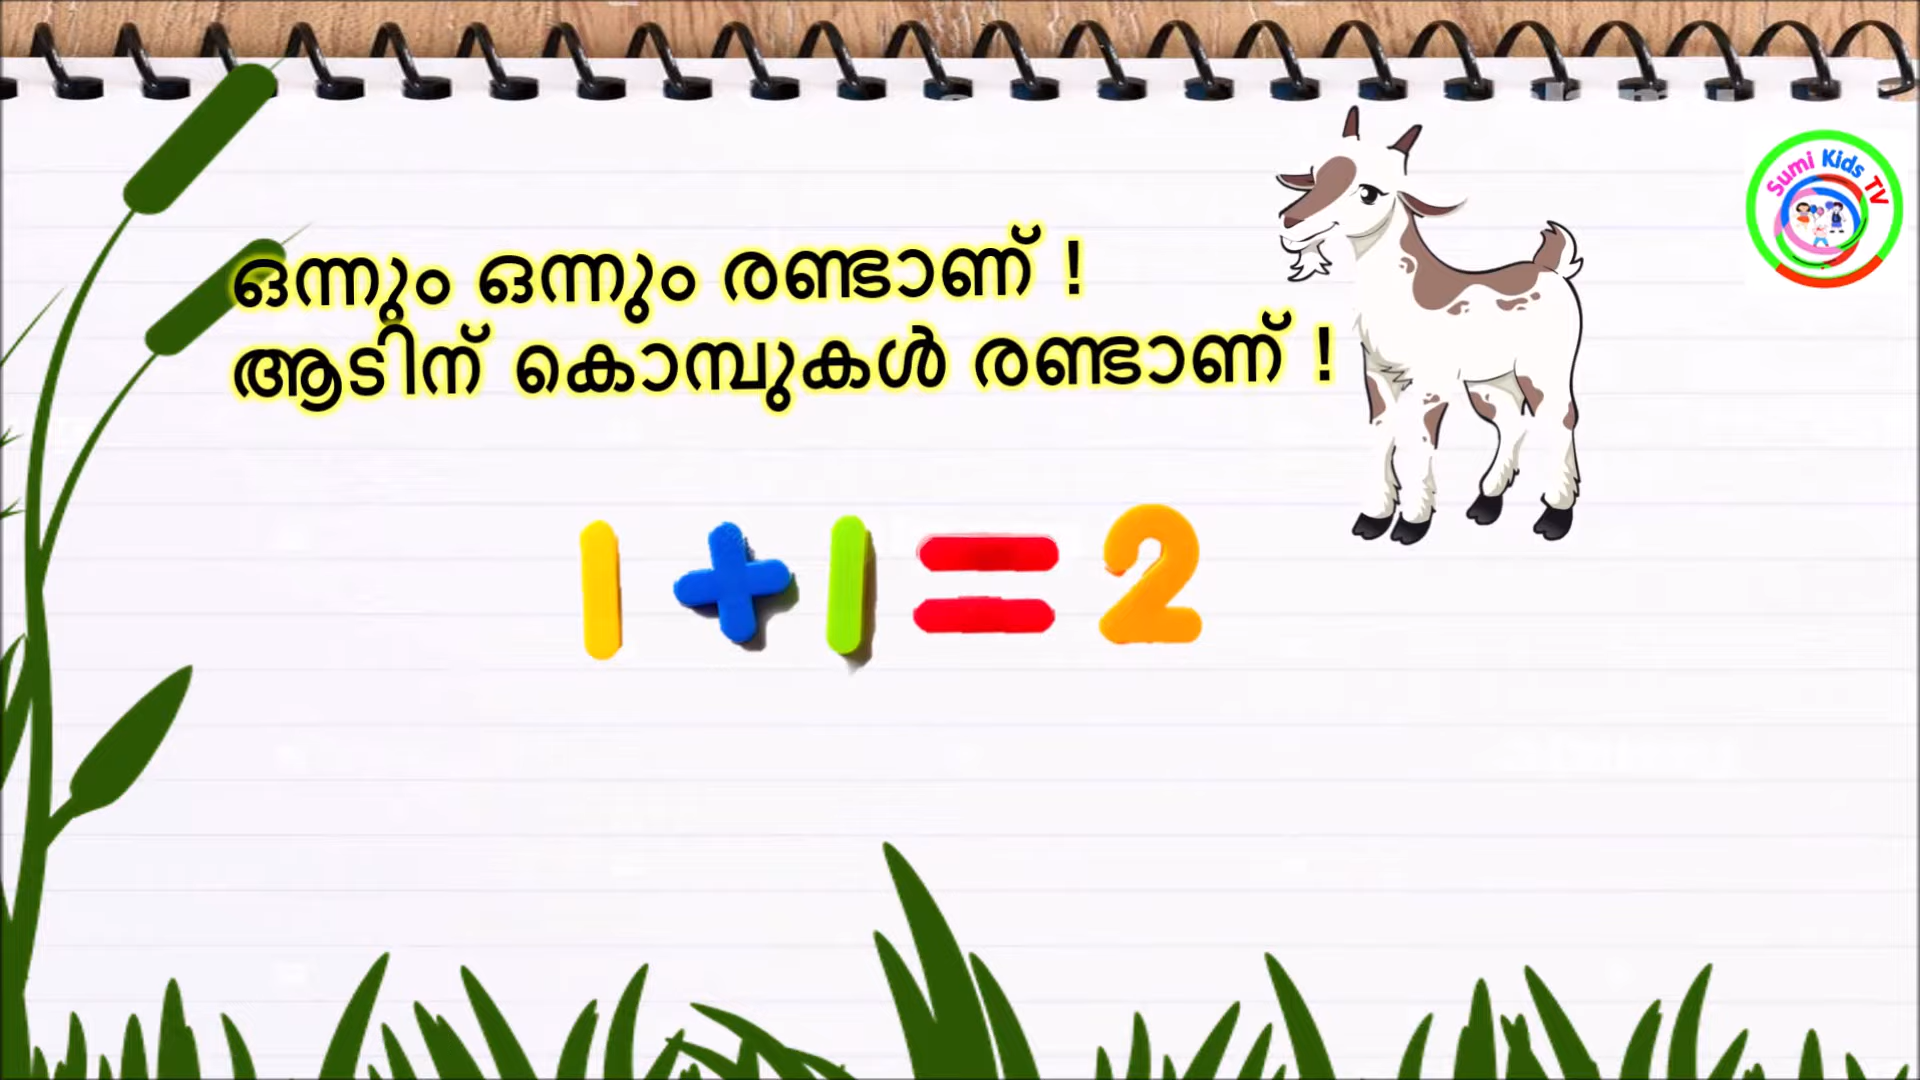 ഒന്നും ഒന്നും രണ്ടാണ് !
ആടിന് കൊമ്പുകൾ രണ്ടാണ് !
1+1=2
Sumi Kids TV